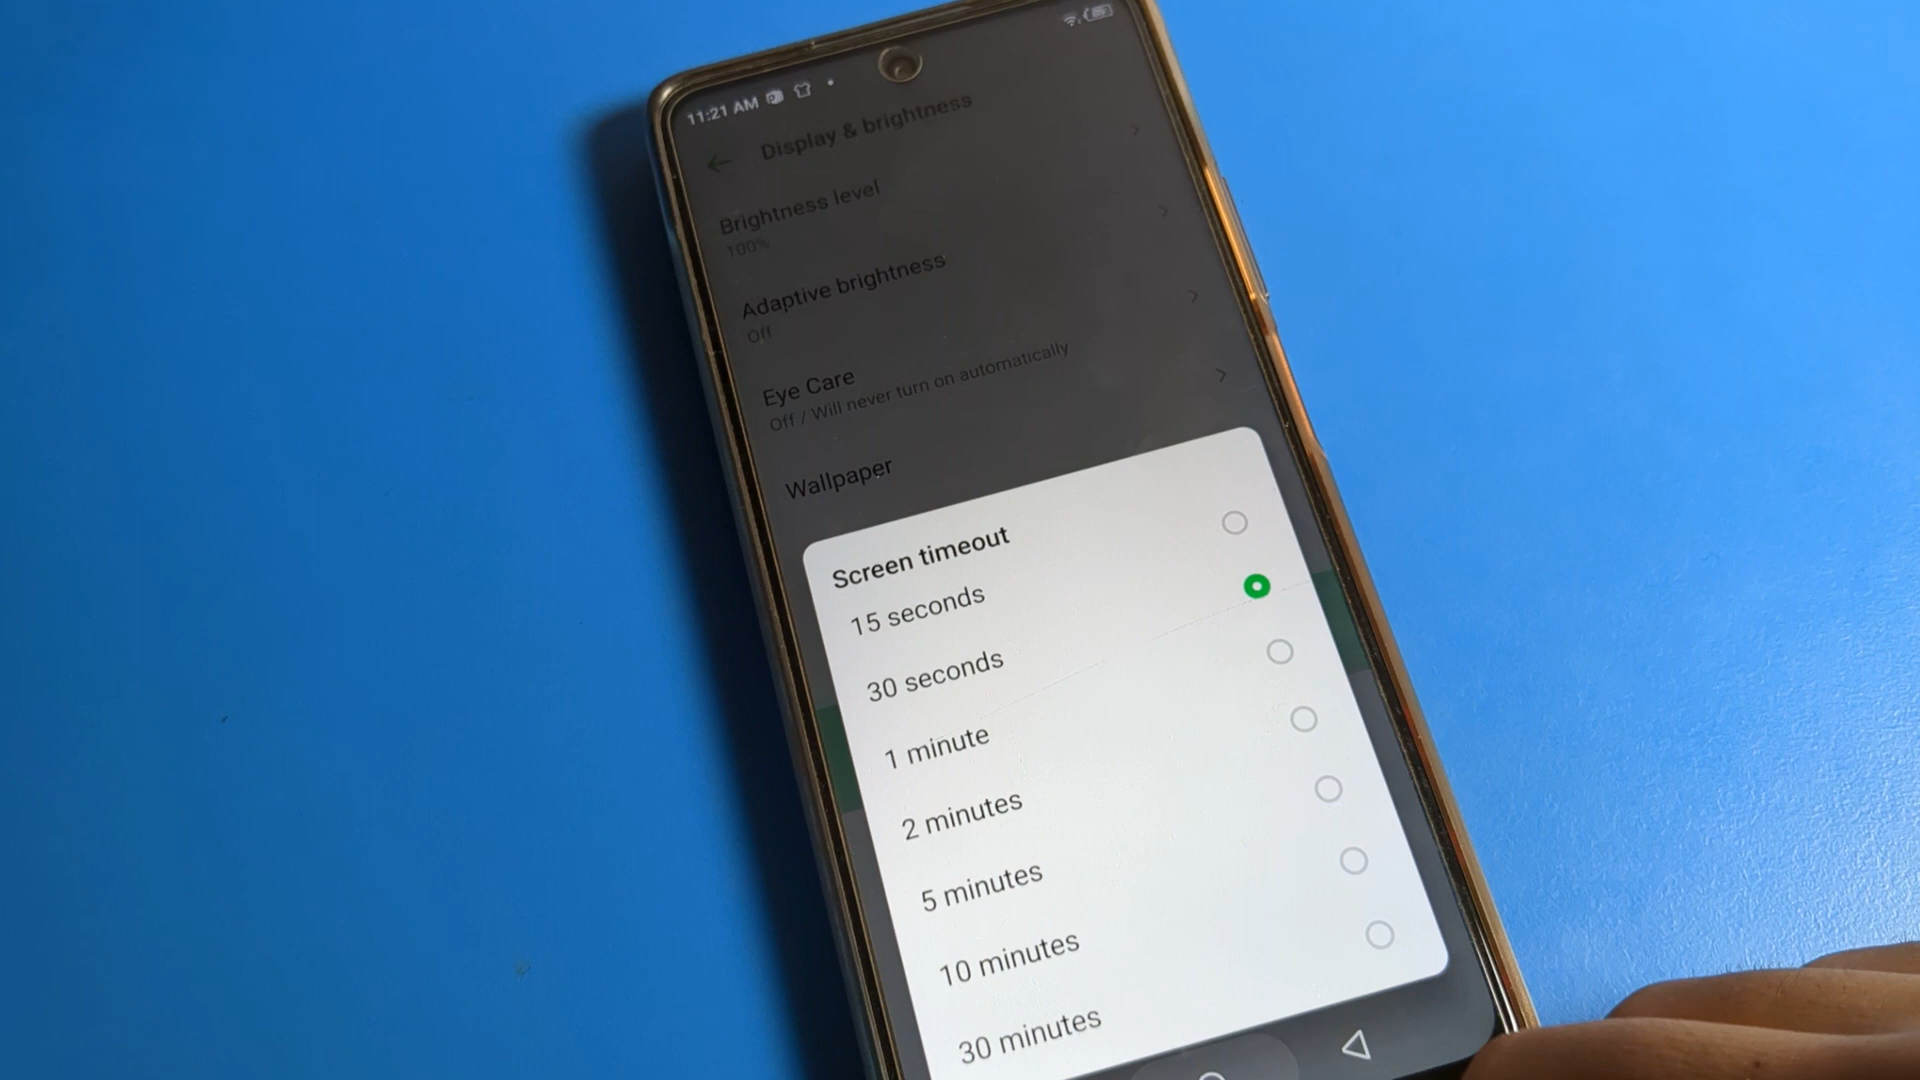 11:21 AM
Display & brightness
Brightness level
100%
Adaptive brightness
Off
Eye Care
Off / Will never turn on automatically
Wallpaper
Screen timeout
15 seconds
30 seconds
1 minute
2 minutes
5 minutes
10 minutes
30 minutes